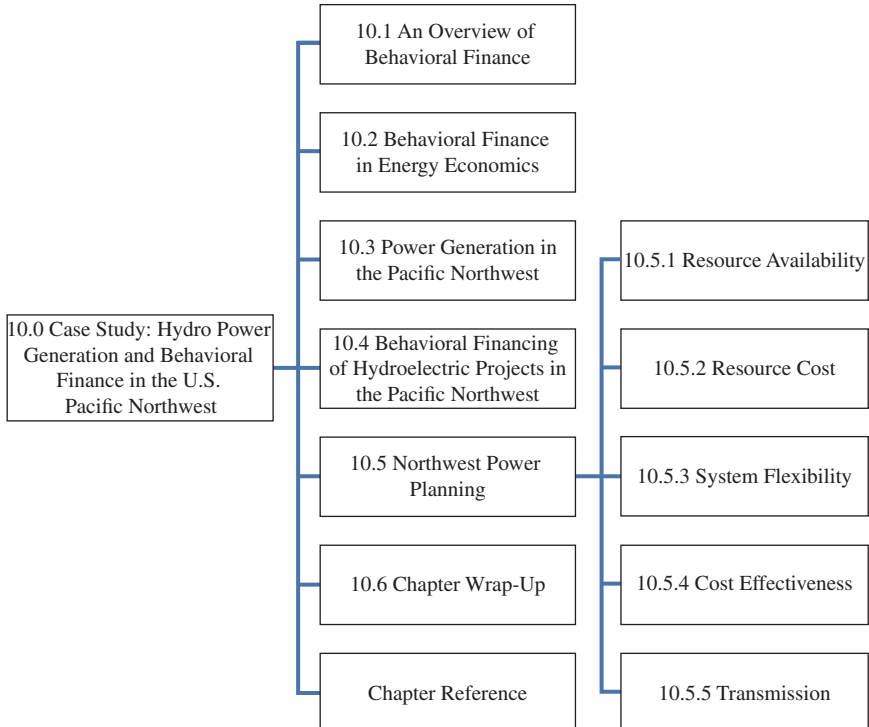 10.1 An Overview of
Behavioral Finance
10.2 Behavioral Finance
in Energy Economics
10.3 Power Generation in
the Pacific Northwest
10.5.1 Resource Availability
10.0 Case Study: Hydro Power
Generation and Behavioral
Finance in the U.S.
Pacific Northwest
10.4 Behavioral Financing
of Hydroelectric Projects in
the Pacific Northwest
10.5.2 Resource Cost
10.5 Northwest Power
Planning
10.5.3 System Flexibility
10.6 Chapter Wrap-Up
10.5.4 Cost Effectiveness
Chapter Reference
10.5.5 Transmission